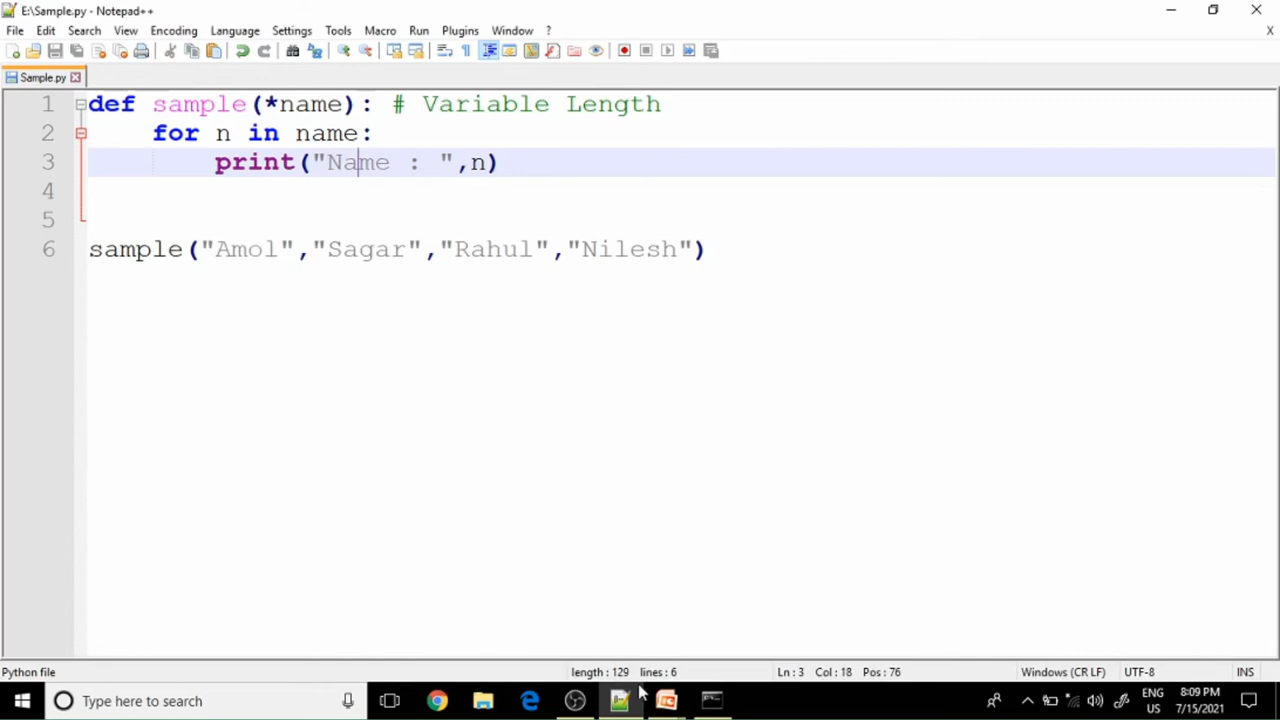 E:\Sample.py - Notepad++
File Edit Search View Encoding Language Settings Tools Macro Run Plugins Window ? X
Sample.py
1 def sample(*name): # Variable Length
2 for n in name:
3 print("Name : ",n)
4
5
6 sample("Amol","Sagar","Rahul","Nilesh")
Python file length : 129 lines : 6 Ln : 3 Col : 18 Pos : 76 Windows (CR LF) UTF-8 INS
Type here to search
ENG
US
8:09 PM
7/15/2021